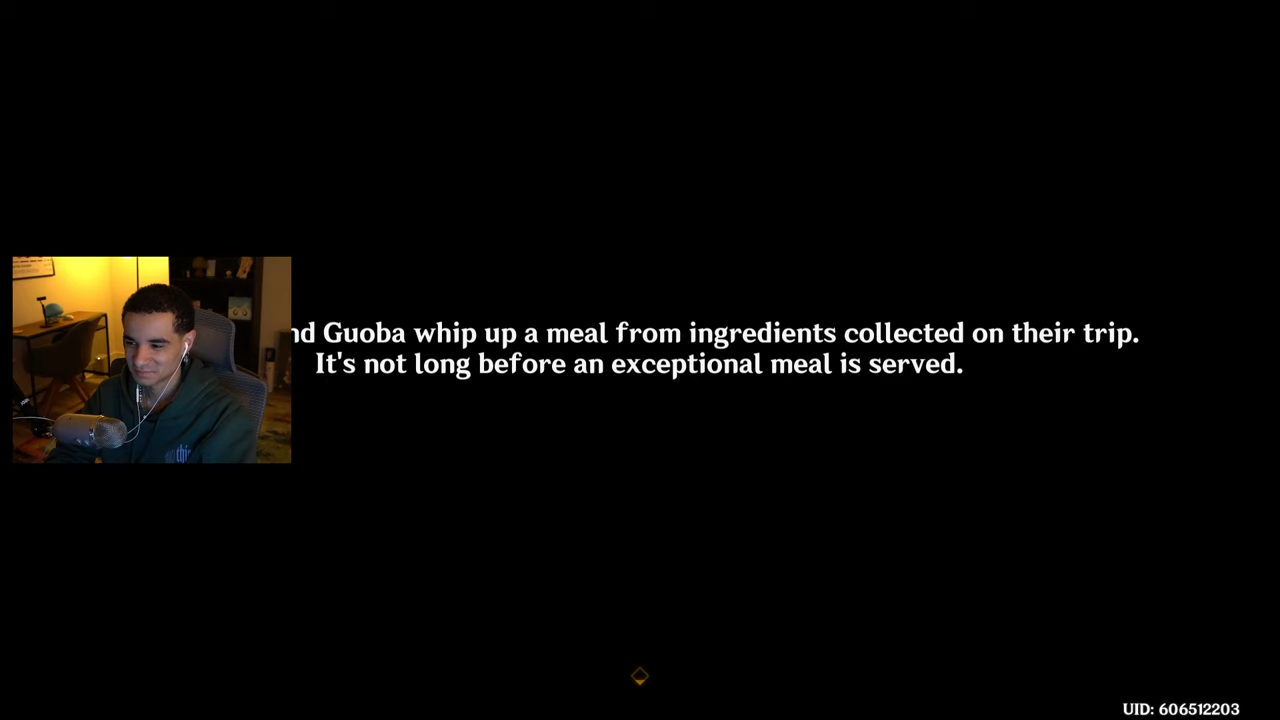 nd Guoba whip up a meal from ingredients collected on their trip.
It's not long before an exceptional meal is served.
UID: 606512203